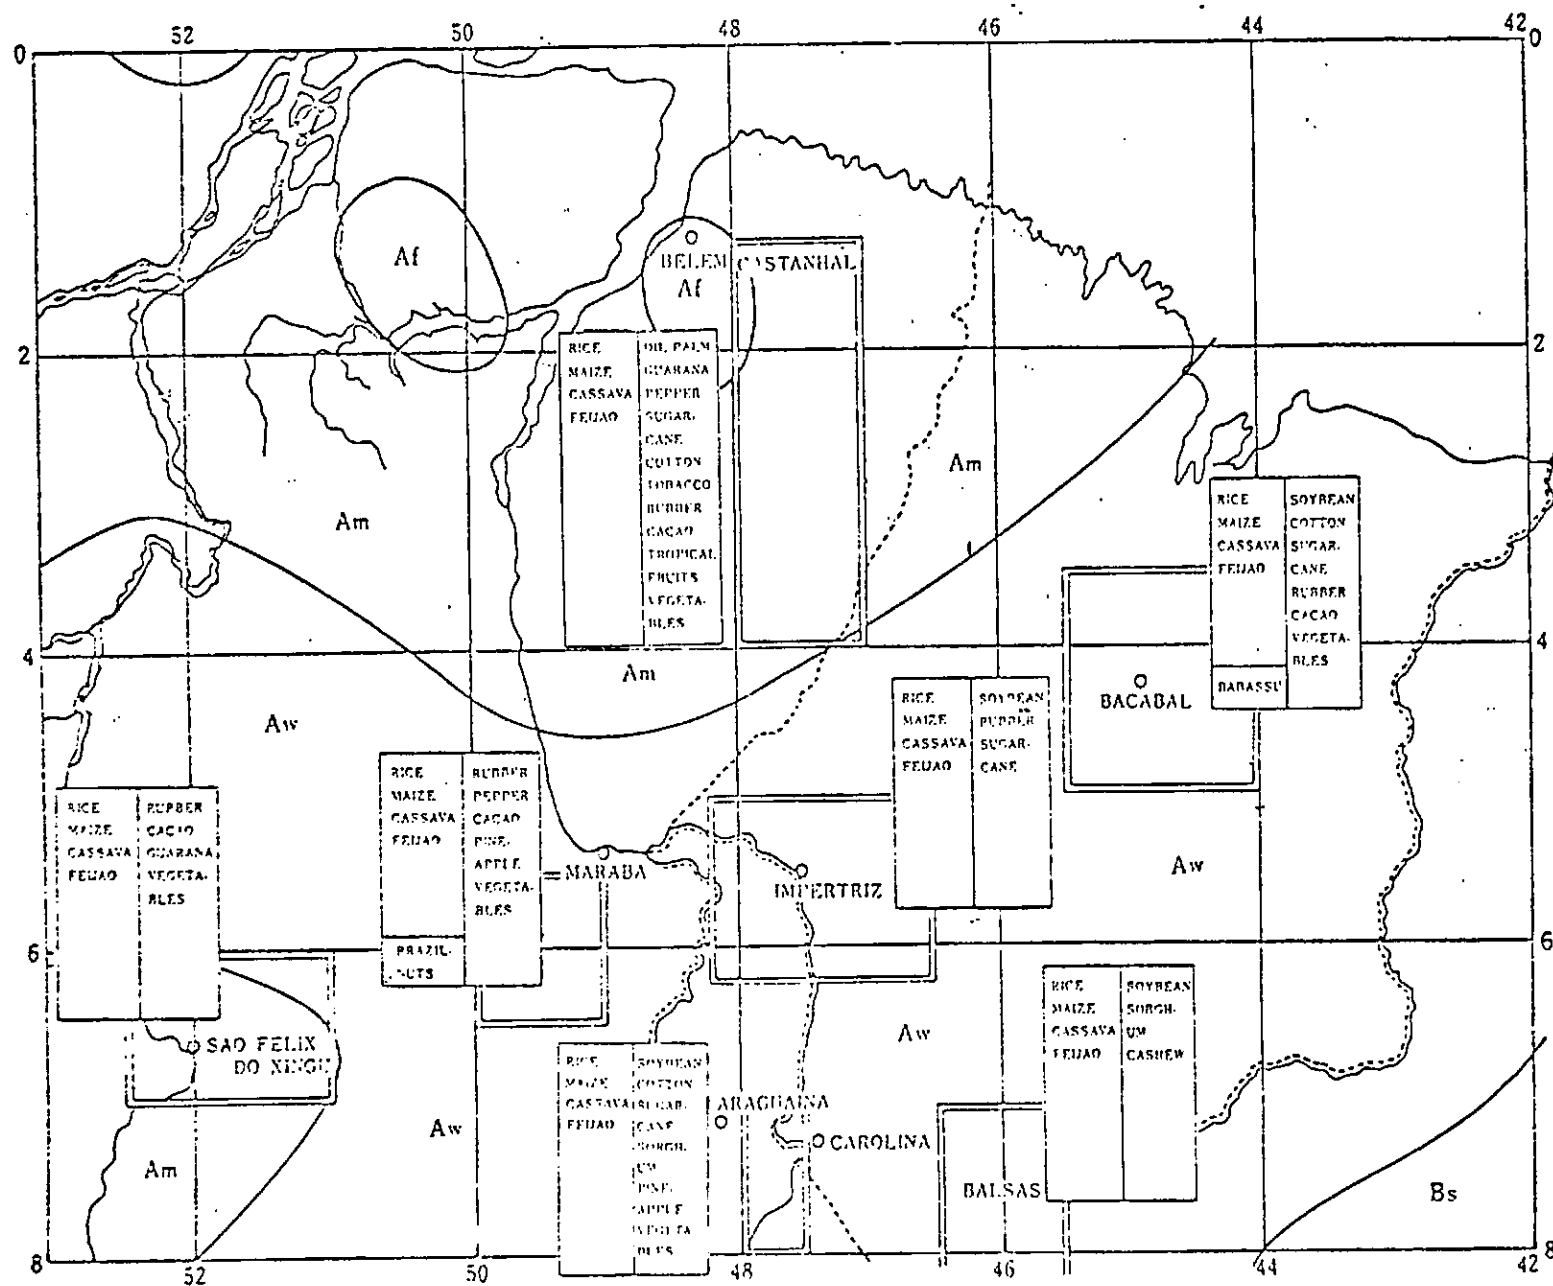 52
50
48
46
44
42
0
0
Af
BELEM
CASTANHAL
Af
RICE
MAIZE
CASSAVA
FEIJAO
OIL PALM
GUARANA
PEPPER
SUGAR-
CANE
COTTON
TOBACCO
RUBBER
CACAO
TROPICAL
FRUITS
VEGETA-
BLES
2
2
Am
Am
RICE
MAIZE
CASSAVA
FEIJAO
BABASSU
SOYBEAN
COTTON
SUGAR-
CANE
RUBBER
CACAO
VEGETA-
BLES
4
4
Am
Aw
BACABAL
RICE
MAIZE
CASSAVA
FEIJAO
SOYBEAN
RUBBER
SUGAR-
CANE
RICE
MAIZE
CASSAVA
FEIJAO
RUBBER
PEPPER
CACAO
PINE-
APPLE
VEGETA-
BLES
RICE
MAIZE
CASSAVA
FEIJAO
RUBBER
CACAO
GUARANA
VEGETA-
BLES
MARABA
IMPERTRIZ
Aw
BRAZIL-
NUTS
6
6
SAO FELIX
DO XINGU
Aw
RICE
MAIZE
CASSAVA
FEIJAO
SOYBEAN
SORGH-
UM
CASHEW
RICE
MAIZE
CASSAVA
FEIJAO
SOYBEAN
COTTON
SUGAR-
CANE
SORGH-
UM
PINE-
APPLE
VEGETA-
BLES
ARAGUAINA
Aw
CAROLINA
Am
BALSAS
Bs
8
8
52
50
48
46
44
42